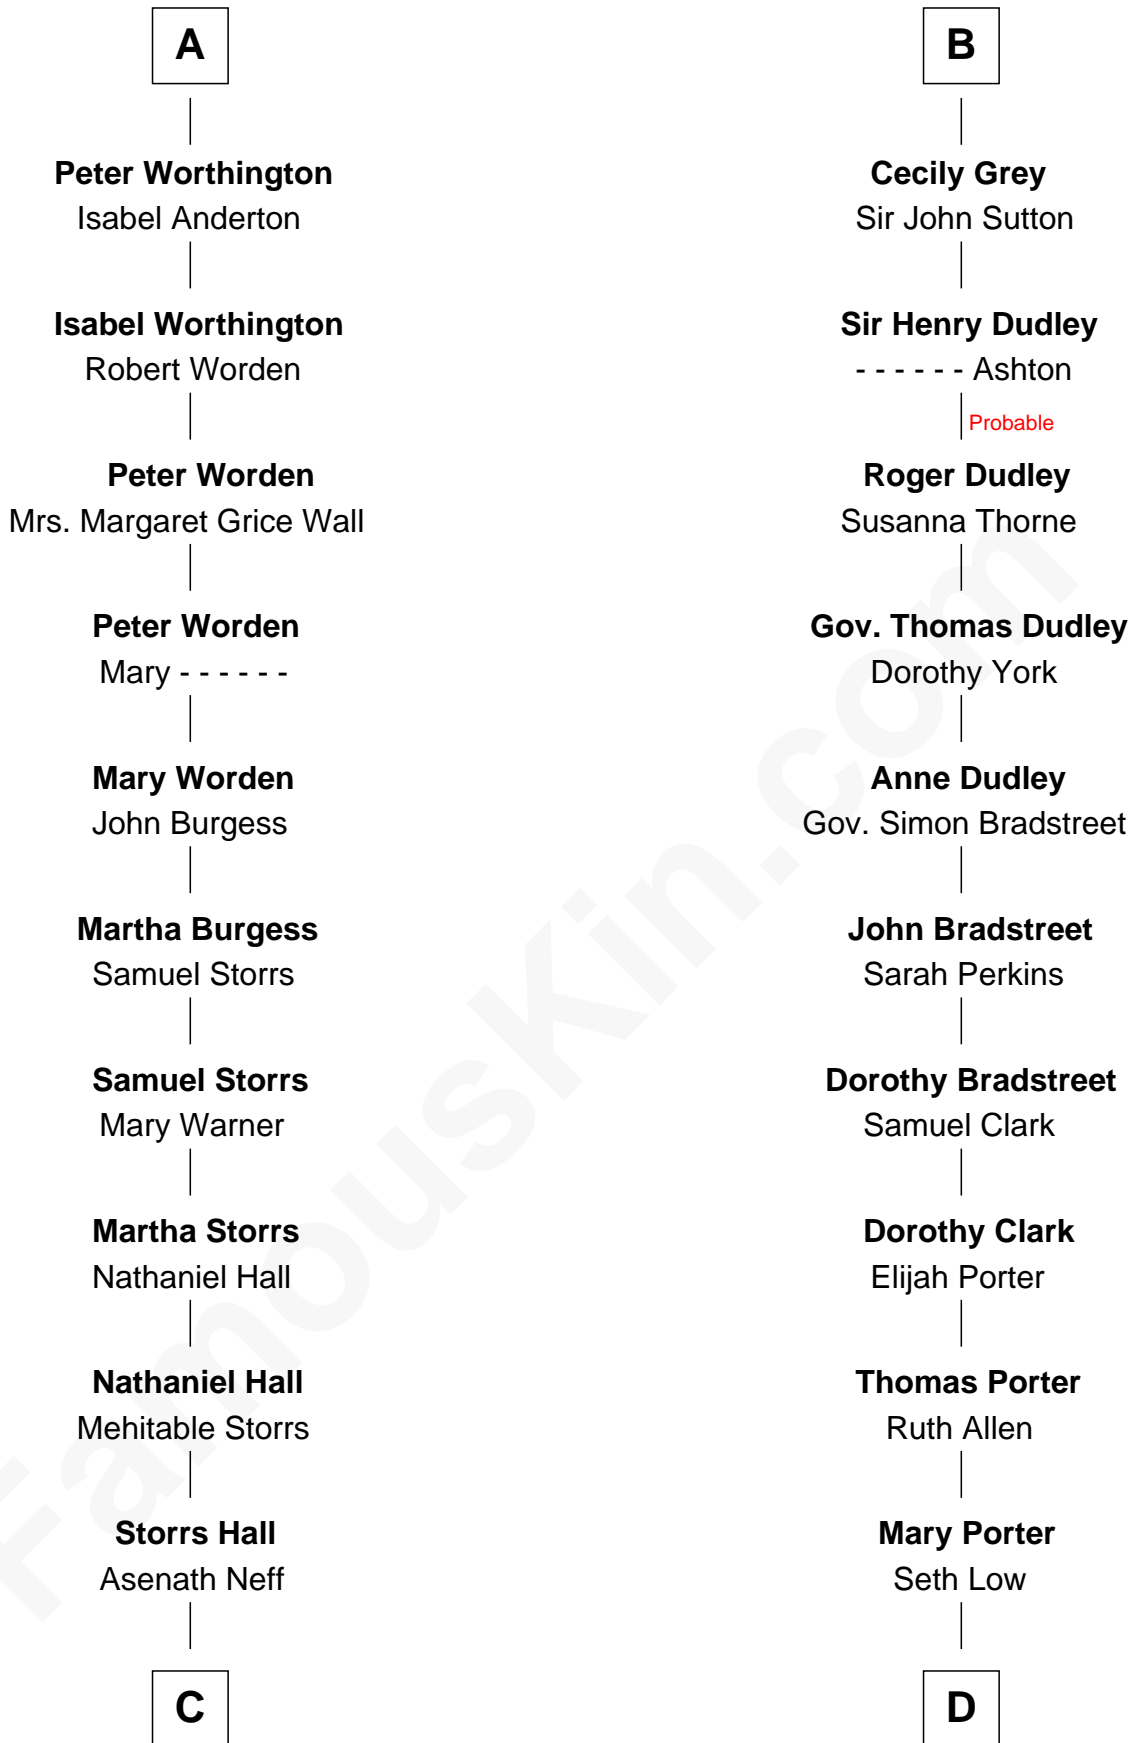 A
Peter Worthington
Isabel Anderton
Isabel Worthington
Robert Worden
Peter Worden
Mrs. Margaret Grice Wall
Peter Worden
Mary - - - - - -
Mary Worden
John Burgess
Martha Burgess
Samuel Storrs
Samuel Storrs
Mary Warner
Martha Storrs
Nathaniel Hall
Nathaniel Hall
Mehitable Storrs
Storrs Hall
Asenath Neff
C
B
Cecily Grey
Sir John Sutton
Sir Henry Dudley
- - - - - - Ashton
Probable
Roger Dudley
Susanna Thorne
Gov. Thomas Dudley
Dorothy York
Anne Dudley
Gov. Simon Bradstreet
John Bradstreet
Sarah Perkins
Dorothy Bradstreet
Samuel Clark
Dorothy Clark
Elijah Porter
Thomas Porter
Ruth Allen
Mary Porter
Seth Low
D
FamousKin.com